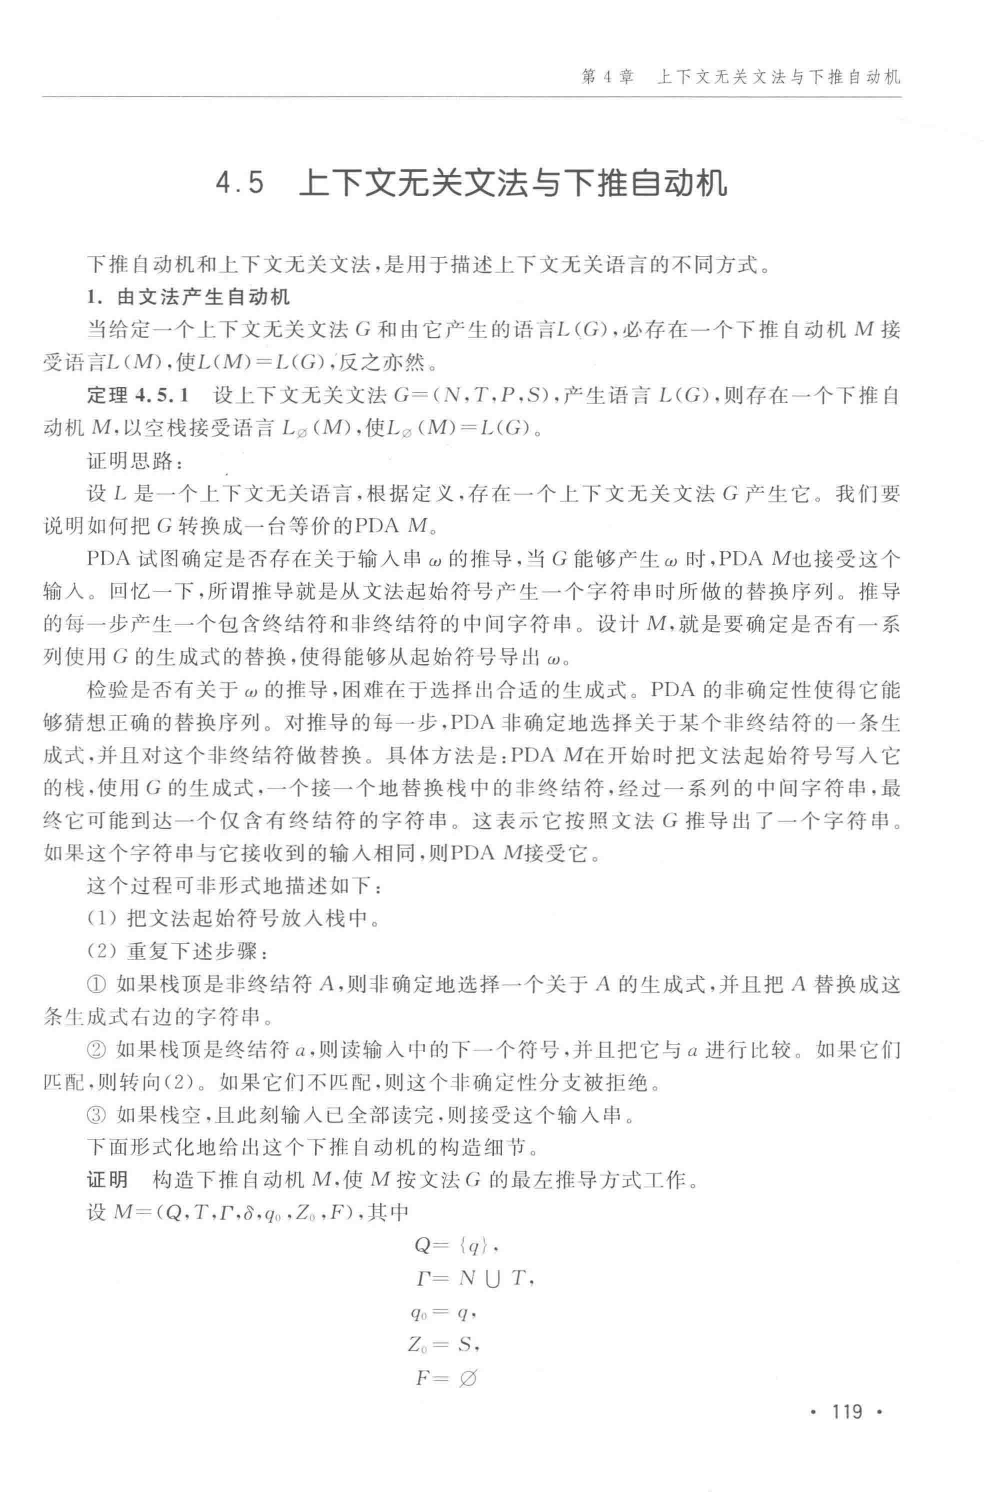 第 4 章 上下文无关文法与下推自动机
4.5 上下文无关文法与下推自动机
下推自动机和上下文无关文法,是用于描述上下文无关语言的不同方式。
1. 由文法产生自动机
当给定一个上下文无关文法 G 和由它产生的语言L(G),必存在一个下推自动机 M 接
受语言L(M),使L(M)=L(G),反之亦然。
定理 4.5.1 设上下文无关文法 G=(N,T,P,S),产生语言 L(G),则存在一个下推自
动机 M,以空栈接受语言 L∅(M),使L∅(M)=L(G)。
证明思路:
设 L 是一个上下文无关语言,根据定义,存在一个上下文无关文法 G 产生它。我们要
说明如何把 G 转换成一台等价的PDA M。
PDA 试图确定是否存在关于输入串 ω 的推导,当 G 能够产生 ω 时,PDA M也接受这个
输入。回忆一下,所谓推导就是从文法起始符号产生一个字符串时所做的替换序列。推导
的每一步产生一个包含终结符和非终结符的中间字符串。设计 M,就是要确定是否有一系
列使用 G 的生成式的替换,使得能够从起始符号导出 ω。
检验是否有关于 ω 的推导,困难在于选择出合适的生成式。PDA 的非确定性使得它能
够猜想正确的替换序列。对推导的每一步,PDA 非确定地选择关于某个非终结符的一条生
成式,并且对这个非终结符做替换。具体方法是:PDA M在开始时把文法起始符号写入它
的栈,使用 G 的生成式,一个接一个地替换栈中的非终结符,经过一系列的中间字符串,最
终它可能到达一个仅含有终结符的字符串。这表示它按照文法 G 推导出了一个字符串。
如果这个字符串与它接收到的输入相同,则PDA M接受它。
这个过程可非形式地描述如下:
(1) 把文法起始符号放入栈中。
(2) 重复下述步骤:
① 如果栈顶是非终结符 A,则非确定地选择一个关于 A 的生成式,并且把 A 替换成这
条生成式右边的字符串。
② 如果栈顶是终结符 a,则读输入中的下一个符号,并且把它与 a 进行比较。如果它们
匹配,则转向(2)。如果它们不匹配,则这个非确定性分支被拒绝。
③ 如果栈空,且此刻输入已全部读完,则接受这个输入串。
下面形式化地给出这个下推自动机的构造细节。
证明 构造下推自动机 M,使 M 按文法 G 的最左推导方式工作。
设 M=(Q,T,Γ,δ,q₀,Z₀,F),其中
Q= {q},
Γ= N ∪ T,
q₀= q,
Z₀= S,
F= ∅
· 119 ·